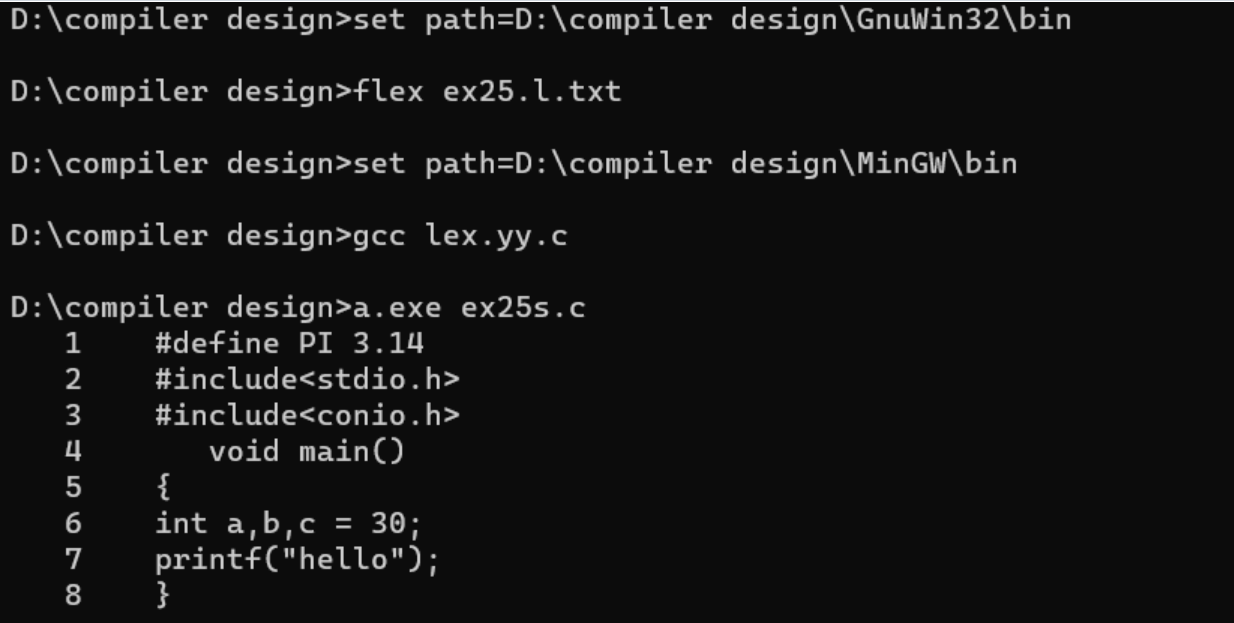 D:\compiler design>set path=D:\compiler design\GnuWin32\bin
D:\compiler design>flex ex25.l.txt
D:\compiler design>set path=D:\compiler design\MinGW\bin
D:\compiler design>gcc lex.yy.c
D:\compiler design>a.exe ex25s.c
   1    #define PI 3.14
   2    #include<stdio.h>
   3    #include<conio.h>
   4       void main()
   5    {
   6    int a,b,c = 30;
   7    printf("hello");
   8    }